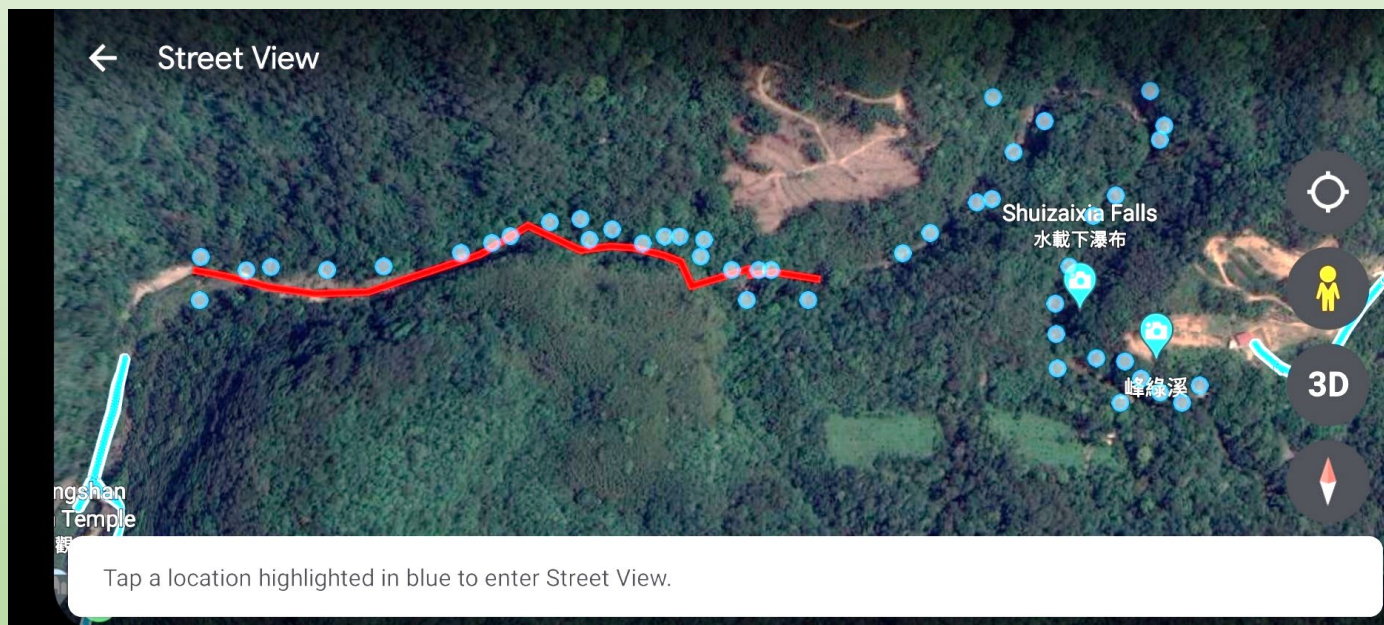 Street View
Shuizaixia Falls
水載下瀑布
3D
峰綠溪
ngshan
Temple
觀
Tap a location highlighted in blue to enter Street View.